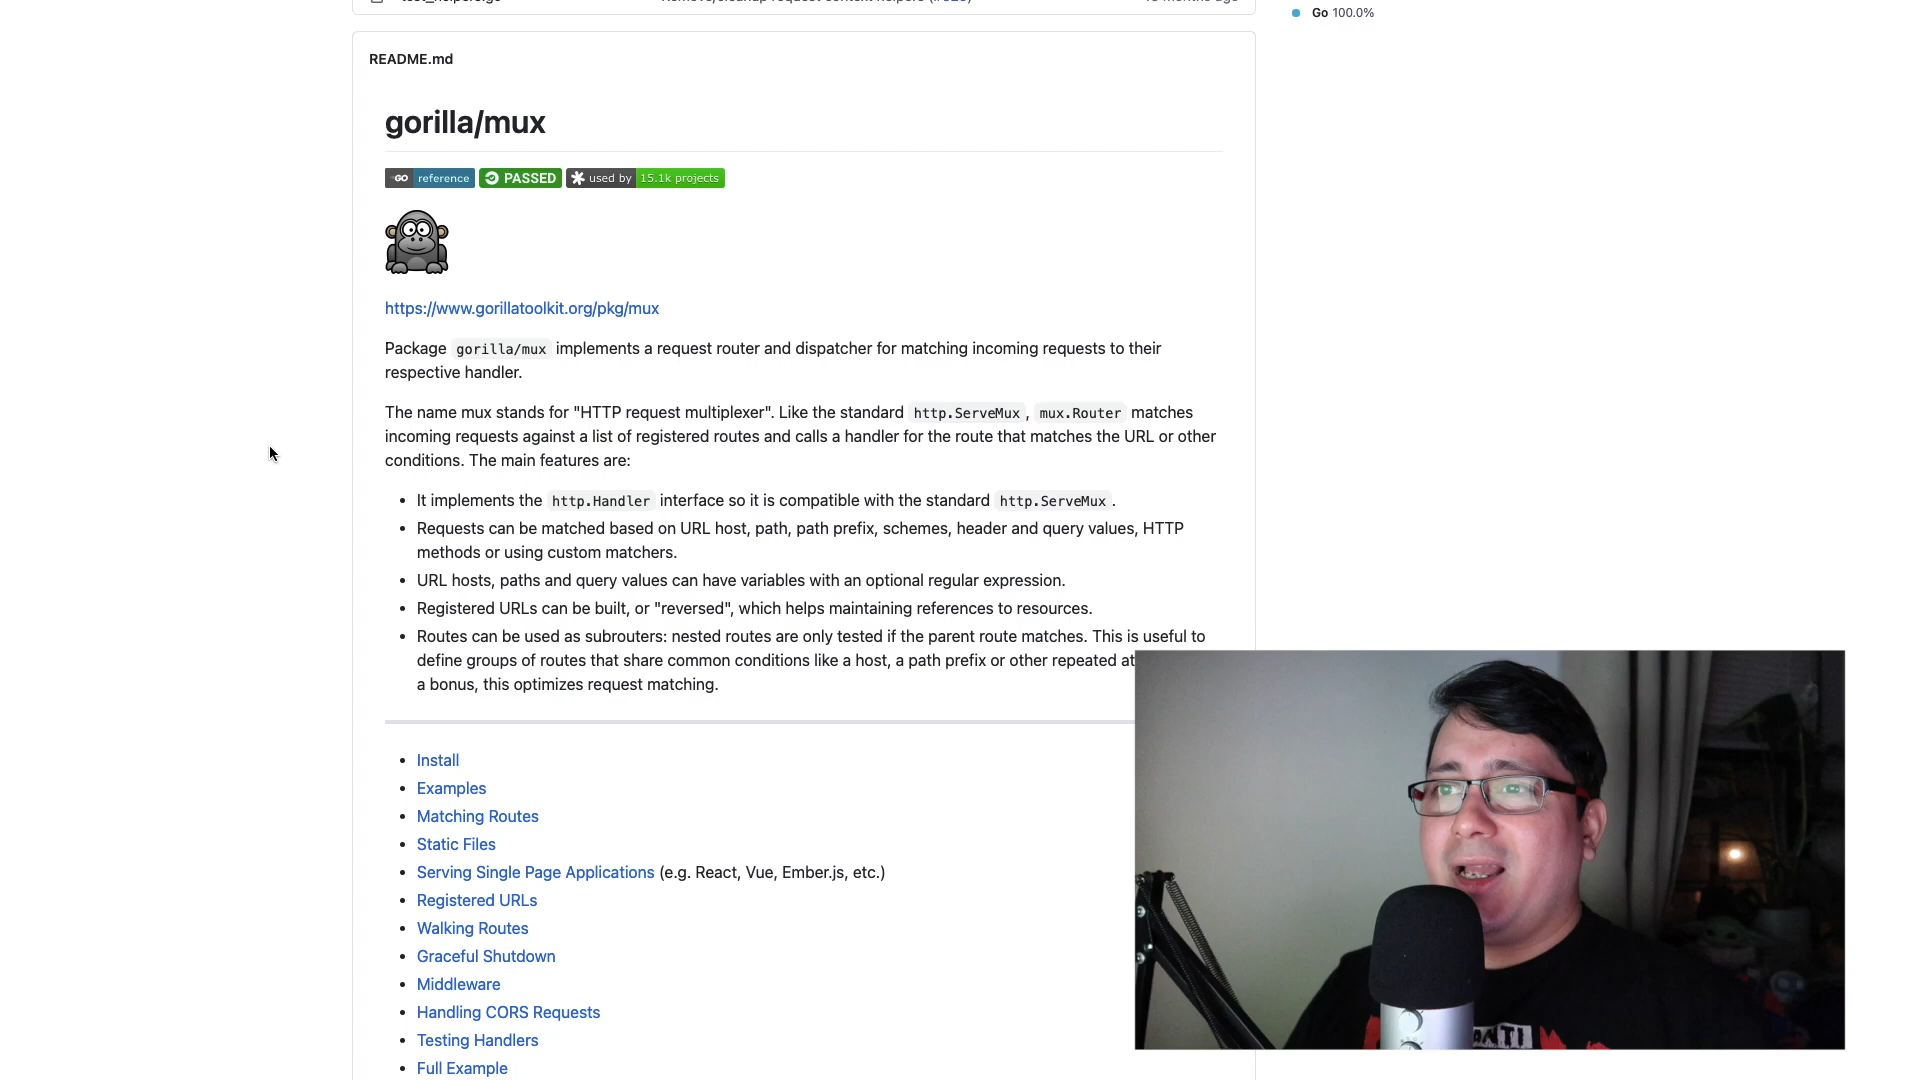 Go 100.0%
README.md
gorilla/mux
GO reference PASSED used by 15.1k projects
https://www.gorillatoolkit.org/pkg/mux
Package gorilla/mux implements a request router and dispatcher for matching incoming requests to their
respective handler.
The name mux stands for "HTTP request multiplexer". Like the standard http.ServeMux, mux.Router matches
incoming requests against a list of registered routes and calls a handler for the route that matches the URL or other
conditions. The main features are:
It implements the http.Handler interface so it is compatible with the standard http.ServeMux.
Requests can be matched based on URL host, path, path prefix, schemes, header and query values, HTTP
methods or using custom matchers.
URL hosts, paths and query values can have variables with an optional regular expression.
Registered URLs can be built, or "reversed", which helps maintaining references to resources.
Routes can be used as subrouters: nested routes are only tested if the parent route matches. This is useful to
define groups of routes that share common conditions like a host, a path prefix or other repeated
a bonus, this optimizes request matching.
Install
Examples
Matching Routes
Static Files
Serving Single Page Applications (e.g. React, Vue, Ember.js, etc.)
Registered URLs
Walking Routes
Graceful Shutdown
Middleware
Handling CORS Requests
Testing Handlers
Full Example